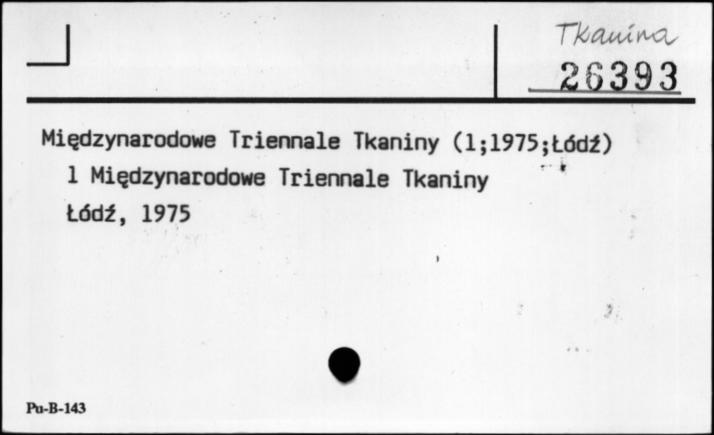 Tkanina
26393
Międzynarodowe Triennale Tkaniny (1;1975;Łódź)
1 Międzynarodowe Triennale Tkaniny
Łódź, 1975
Pu-B-143